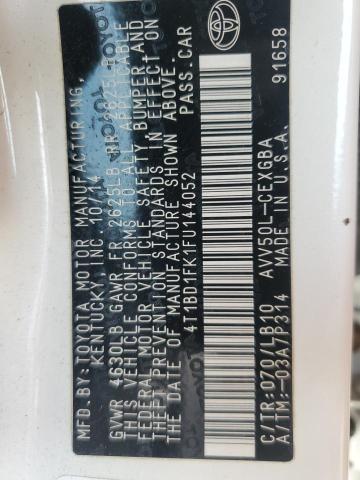 MFD. BY: TOYOTA MOTOR MANUFACTURING,
KENTUCKY, INC. 10/14
GVWR 4630LB GAWR FR 2625LB RR 2625LB
THIS VEHICLE CONFORMS TO ALL APPLICABLE
FEDERAL MOTOR VEHICLE SAFETY, BUMPER, AND
THEFT PREVENTION STANDARDS IN EFFECT ON
THE DATE OF MANUFACTURE SHOWN ABOVE.
4T1BD1FK1FU144052 PASS. CAR
C/TR: 070/LB10 AVV50L-CEXGBA
A/TM: -03A/P314 MADE IN U.S.A. 91658